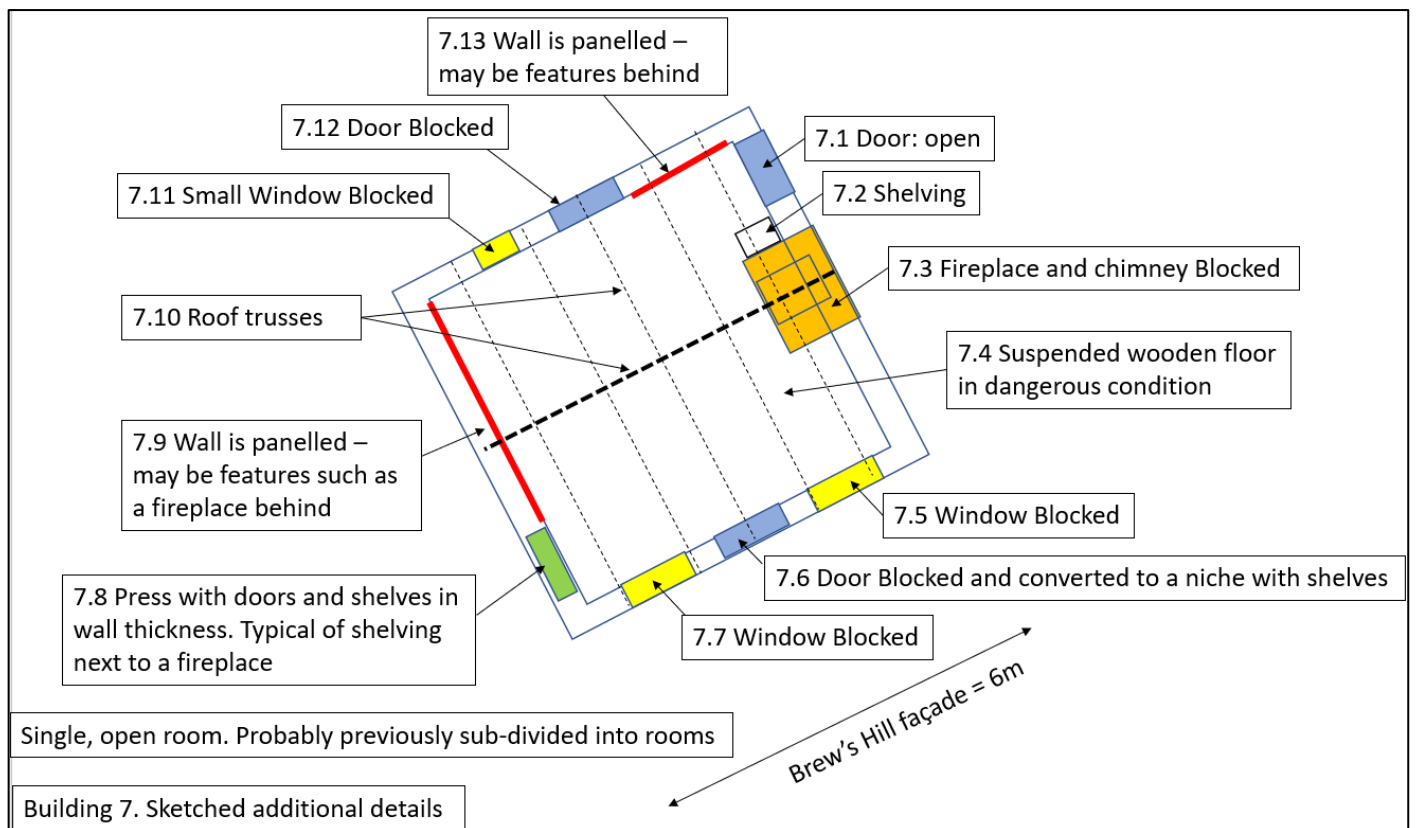 7.13 Wall is panelled –
may be features behind
7.12 Door Blocked
7.1 Door: open
7.11 Small Window Blocked
7.2 Shelving
7.3 Fireplace and chimney Blocked
7.10 Roof trusses
7.4 Suspended wooden floor
in dangerous condition
7.9 Wall is panelled –
may be features such as
a fireplace behind
7.5 Window Blocked
7.6 Door Blocked and converted to a niche with shelves
7.8 Press with doors and shelves in
wall thickness. Typical of shelving
next to a fireplace
7.7 Window Blocked
Brew’s Hill façade = 6m
Single, open room. Probably previously sub-divided into rooms
Building 7. Sketched additional details